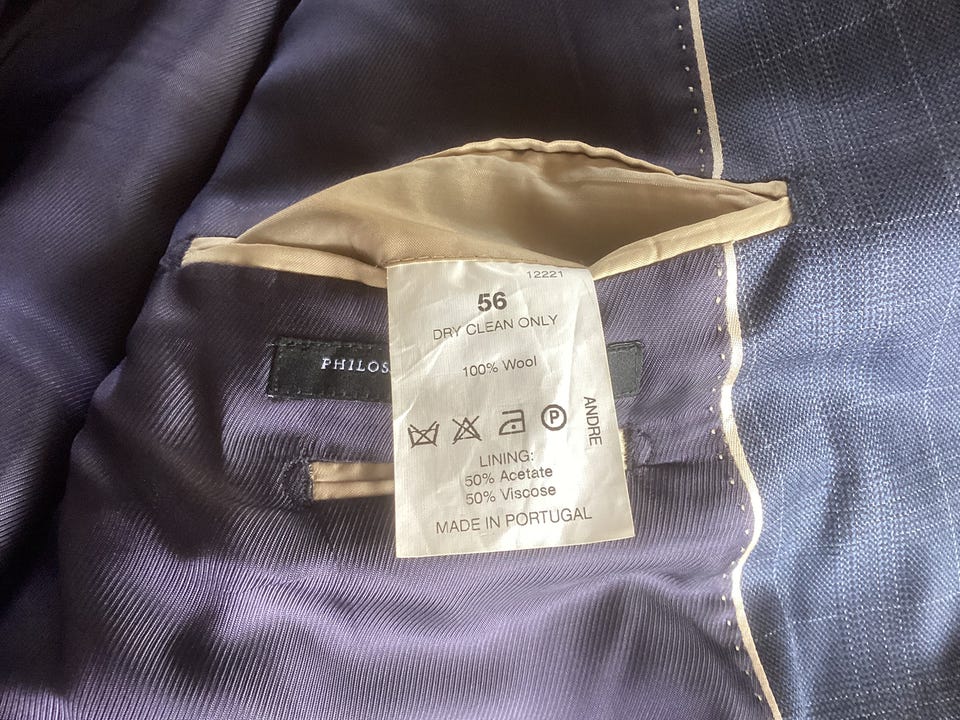 12221
56
DRY CLEAN ONLY
100% Wool
P
ANDRE
LINING:
50% Acetate
50% Viscose
MADE IN PORTUGAL
PHILOS